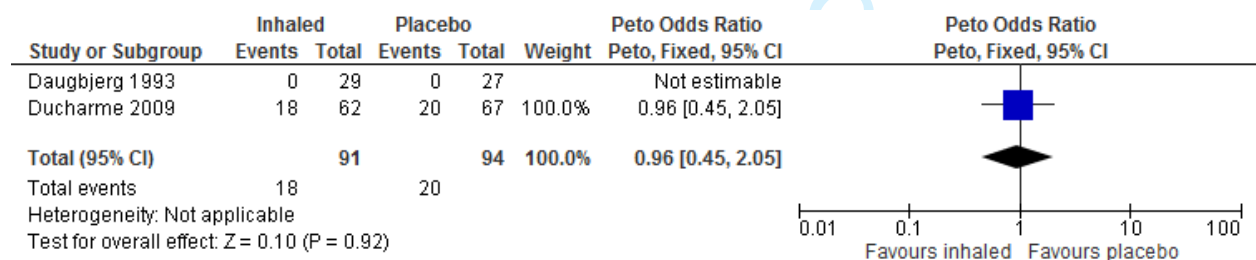 Inhaled Placebo Peto Odds Ratio Peto Odds Ratio
Study or Subgroup Events Total Events Total Weight Peto, Fixed, 95% CI Peto, Fixed, 95% CI
Daugbjerg 1993 0 29 0 27 Not estimable
Ducharme 2009 18 62 20 67 100.0% 0.96 [0.45, 2.05]
Total (95% CI) 91 94 100.0% 0.96 [0.45, 2.05]
Total events 18 20
Heterogeneity: Not applicable
Test for overall effect: Z = 0.10 (P = 0.92)
0.01 0.1 1 10 100
Favours inhaled Favours placebo